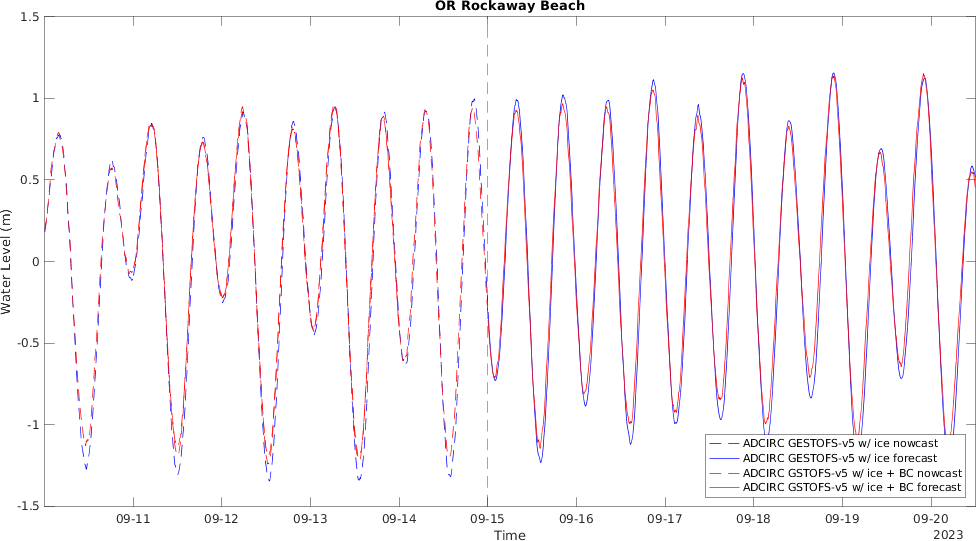 OR Rockaway Beach
1.5
1
0.5
0
-0.5
-1
-1.5
Water Level (m)
09-11 09-12 09-13 09-14 09-15 09-16 09-17 09-18 09-19 09-20
Time
2023
ADCIRC GESTOFS-v5 w/ ice nowcast
ADCIRC GESTOFS-v5 w/ ice forecast
ADCIRC GSTOFS-v5 w/ ice + BC nowcast
ADCIRC GSTOFS-v5 w/ ice + BC forecast